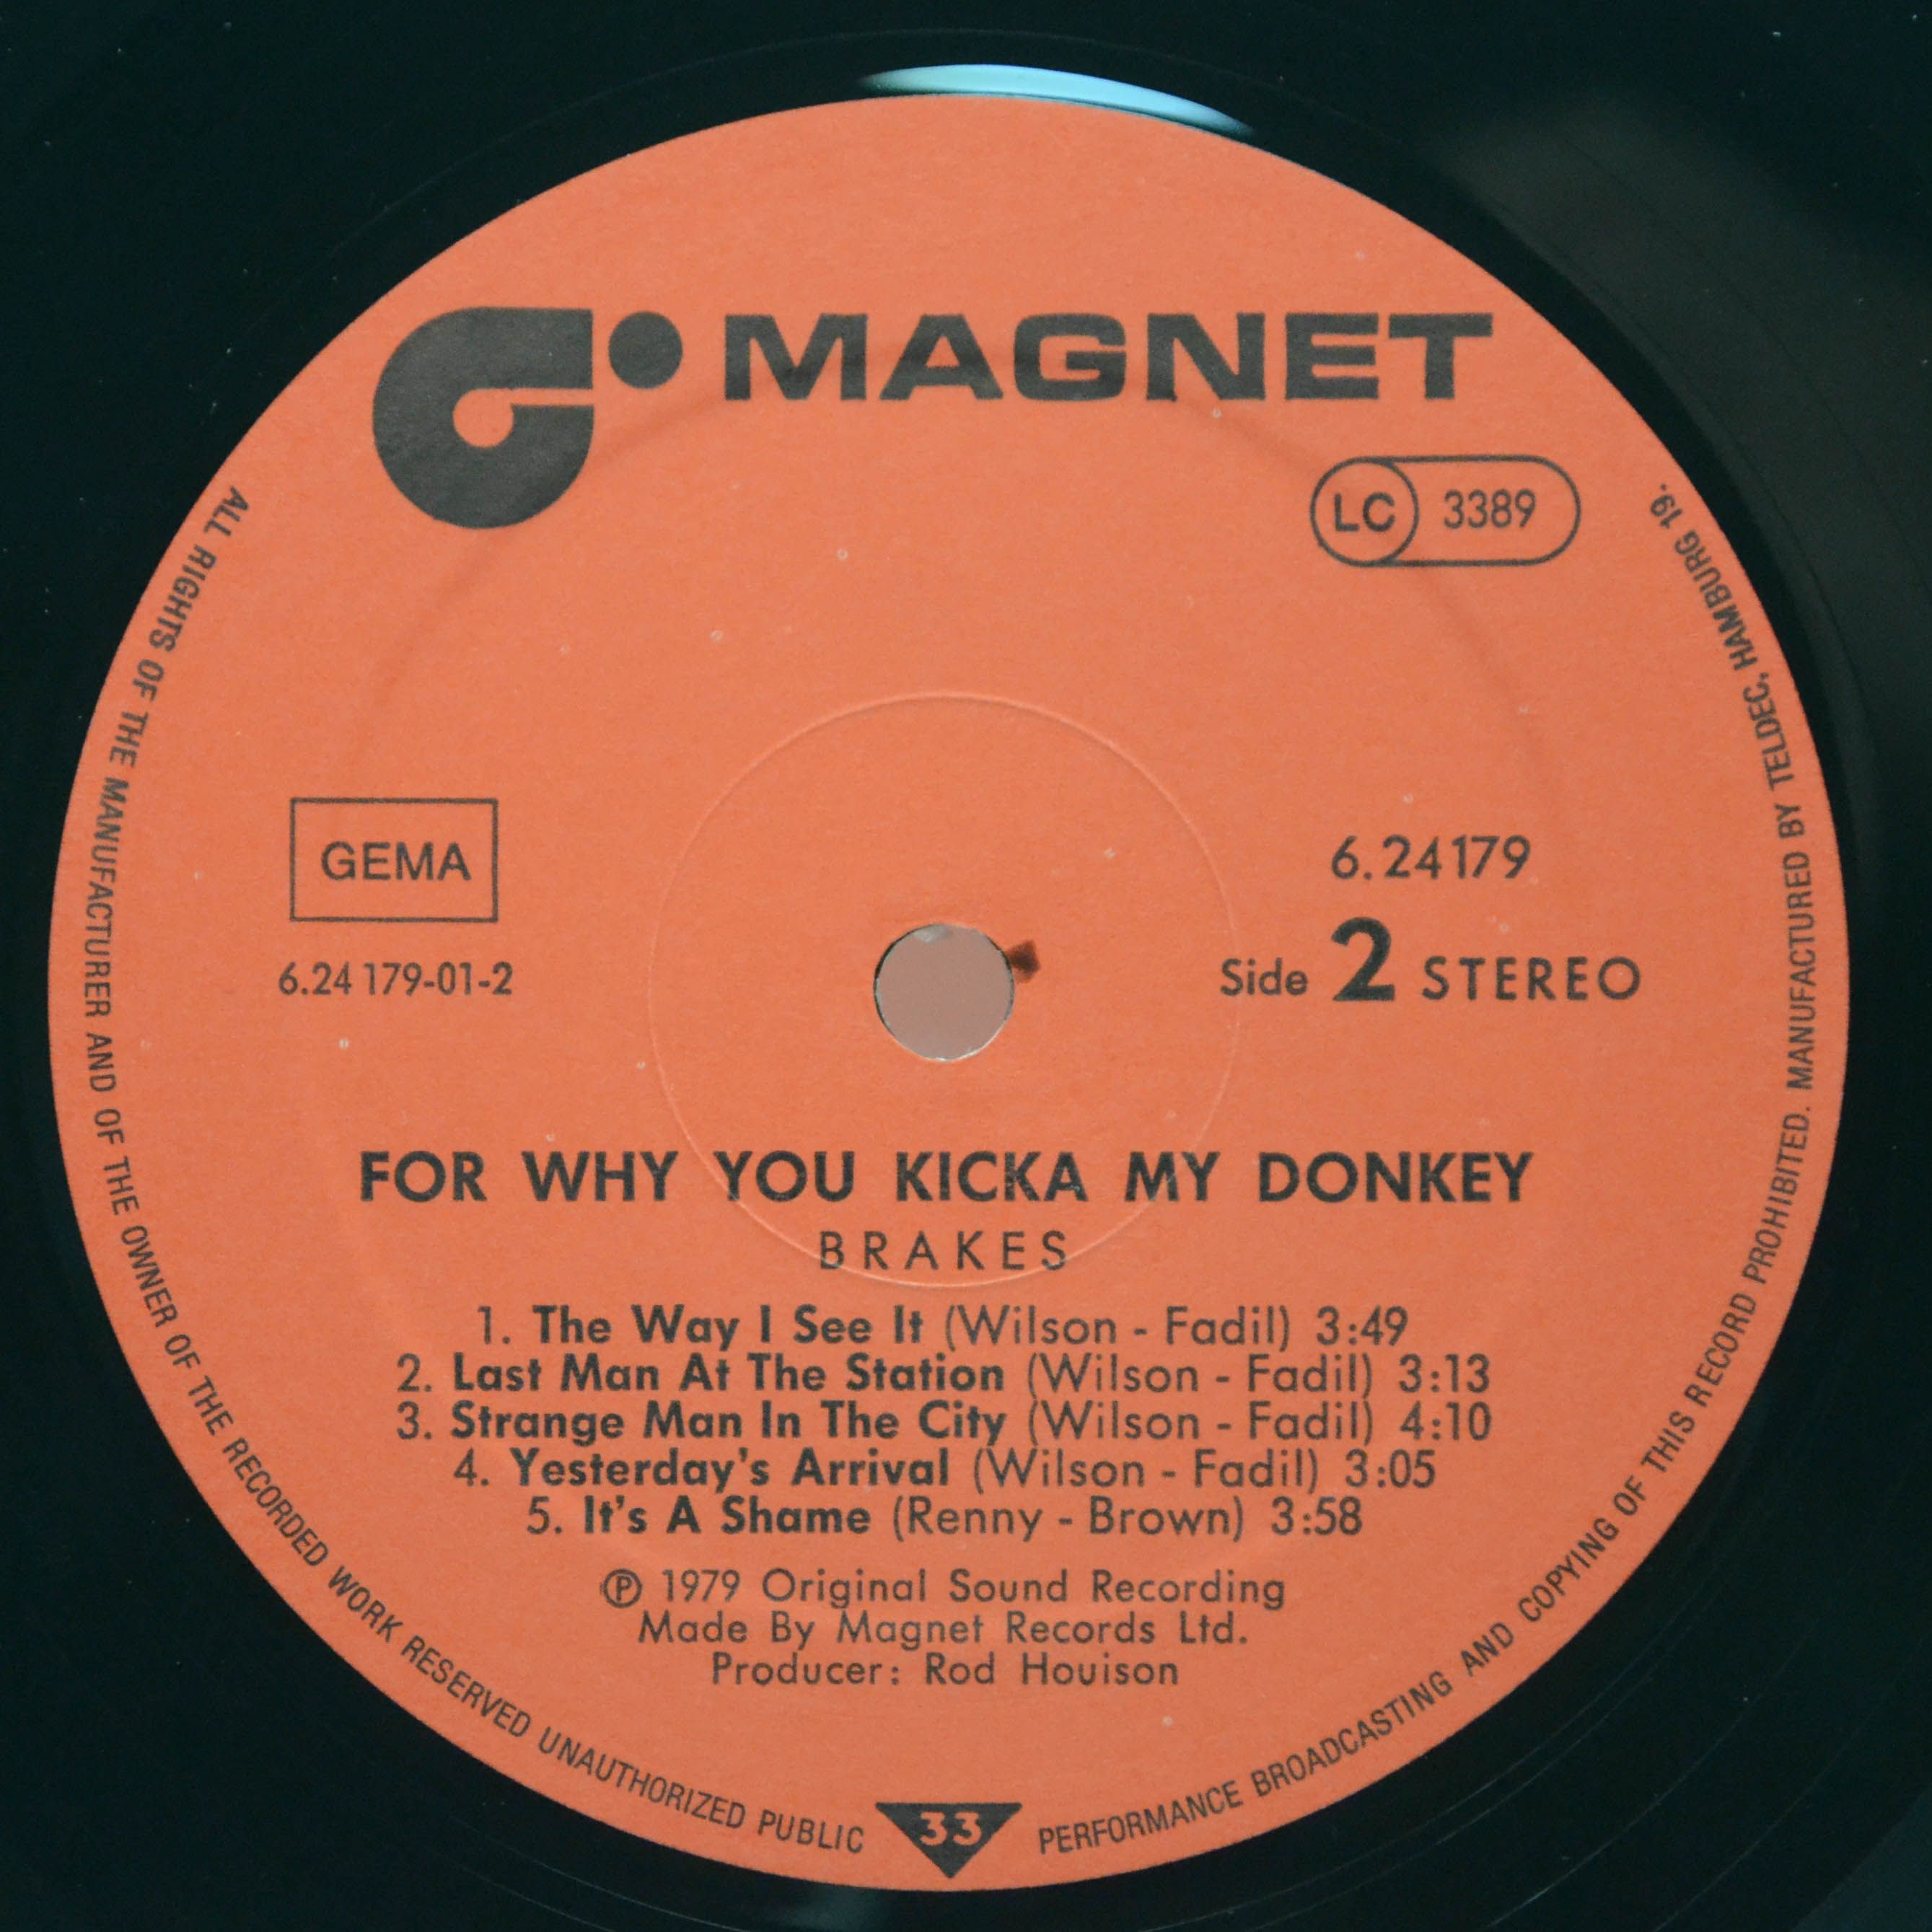 MAGNET
LC 3389
GEMA
6.24179
6.24 179-01-2
Side 2 STEREO
FOR WHY YOU KICKA MY DONKEY
BRAKES
1. The Way I See It (Wilson - Fadil) 3:49
2. Last Man At The Station (Wilson - Fadil) 3:13
3. Strange Man In The City (Wilson - Fadil) 4:10
4. Yesterday's Arrival (Wilson - Fadil) 3:05
5. It's A Shame (Renny - Brown) 3:58
℗ 1979 Original Sound Recording
Made By Magnet Records Ltd.
Producer: Rod Houison
ALL RIGHTS OF THE MANUFACTURER AND OF THE OWNER OF THE RECORDED WORK RESERVED UNAUTHORIZED PUBLIC
33
PERFORMANCE BROADCASTING AND COPYING OF THIS RECORD PROHIBITED. MANUFACTURED BY TELDEC, HAMBURG 19.